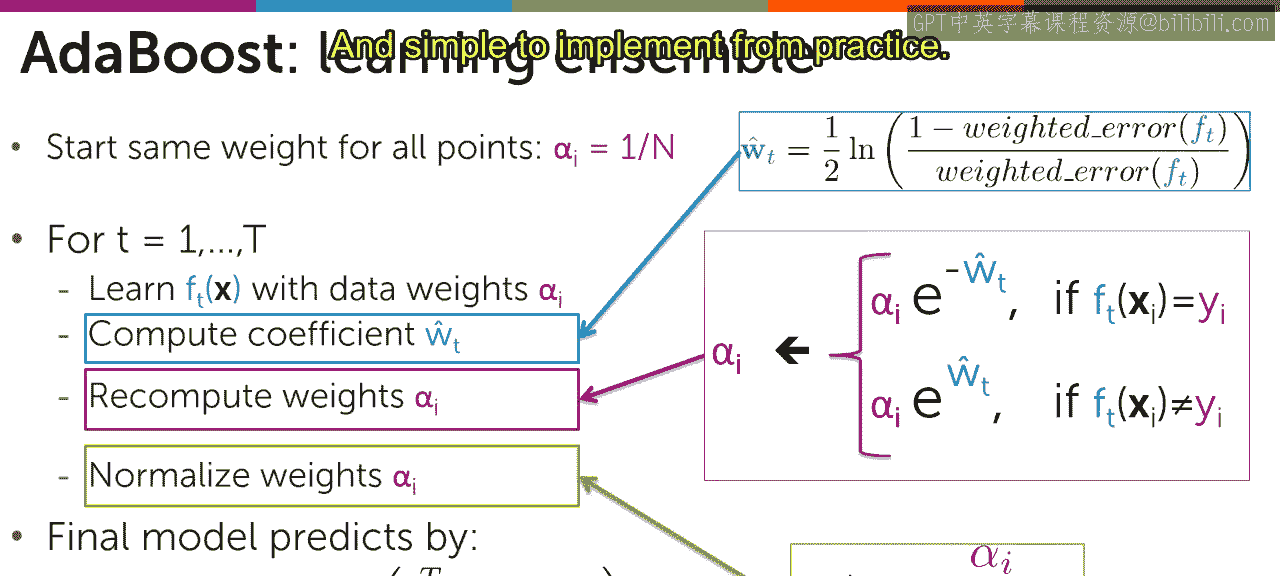 GPT中英字幕课程资源@bilibili.com
AdaBoost: learning ensemble
And simple to implement from practice.
• Start same weight for all points: αᵢ = 1/N
ŵₜ = 1/2 ln ( (1 − weighted_error(fₜ)) / weighted_error(fₜ) )
• For t = 1,...,T
- Learn fₜ(x) with data weights αᵢ
- Compute coefficient ŵₜ
- Recompute weights αᵢ
- Normalize weights αᵢ
αᵢ ← { αᵢ e^(-ŵₜ), if fₜ(xᵢ)=yᵢ
αᵢ e^(ŵₜ), if fₜ(xᵢ)≠yᵢ
• Final model predicts by:
αᵢ